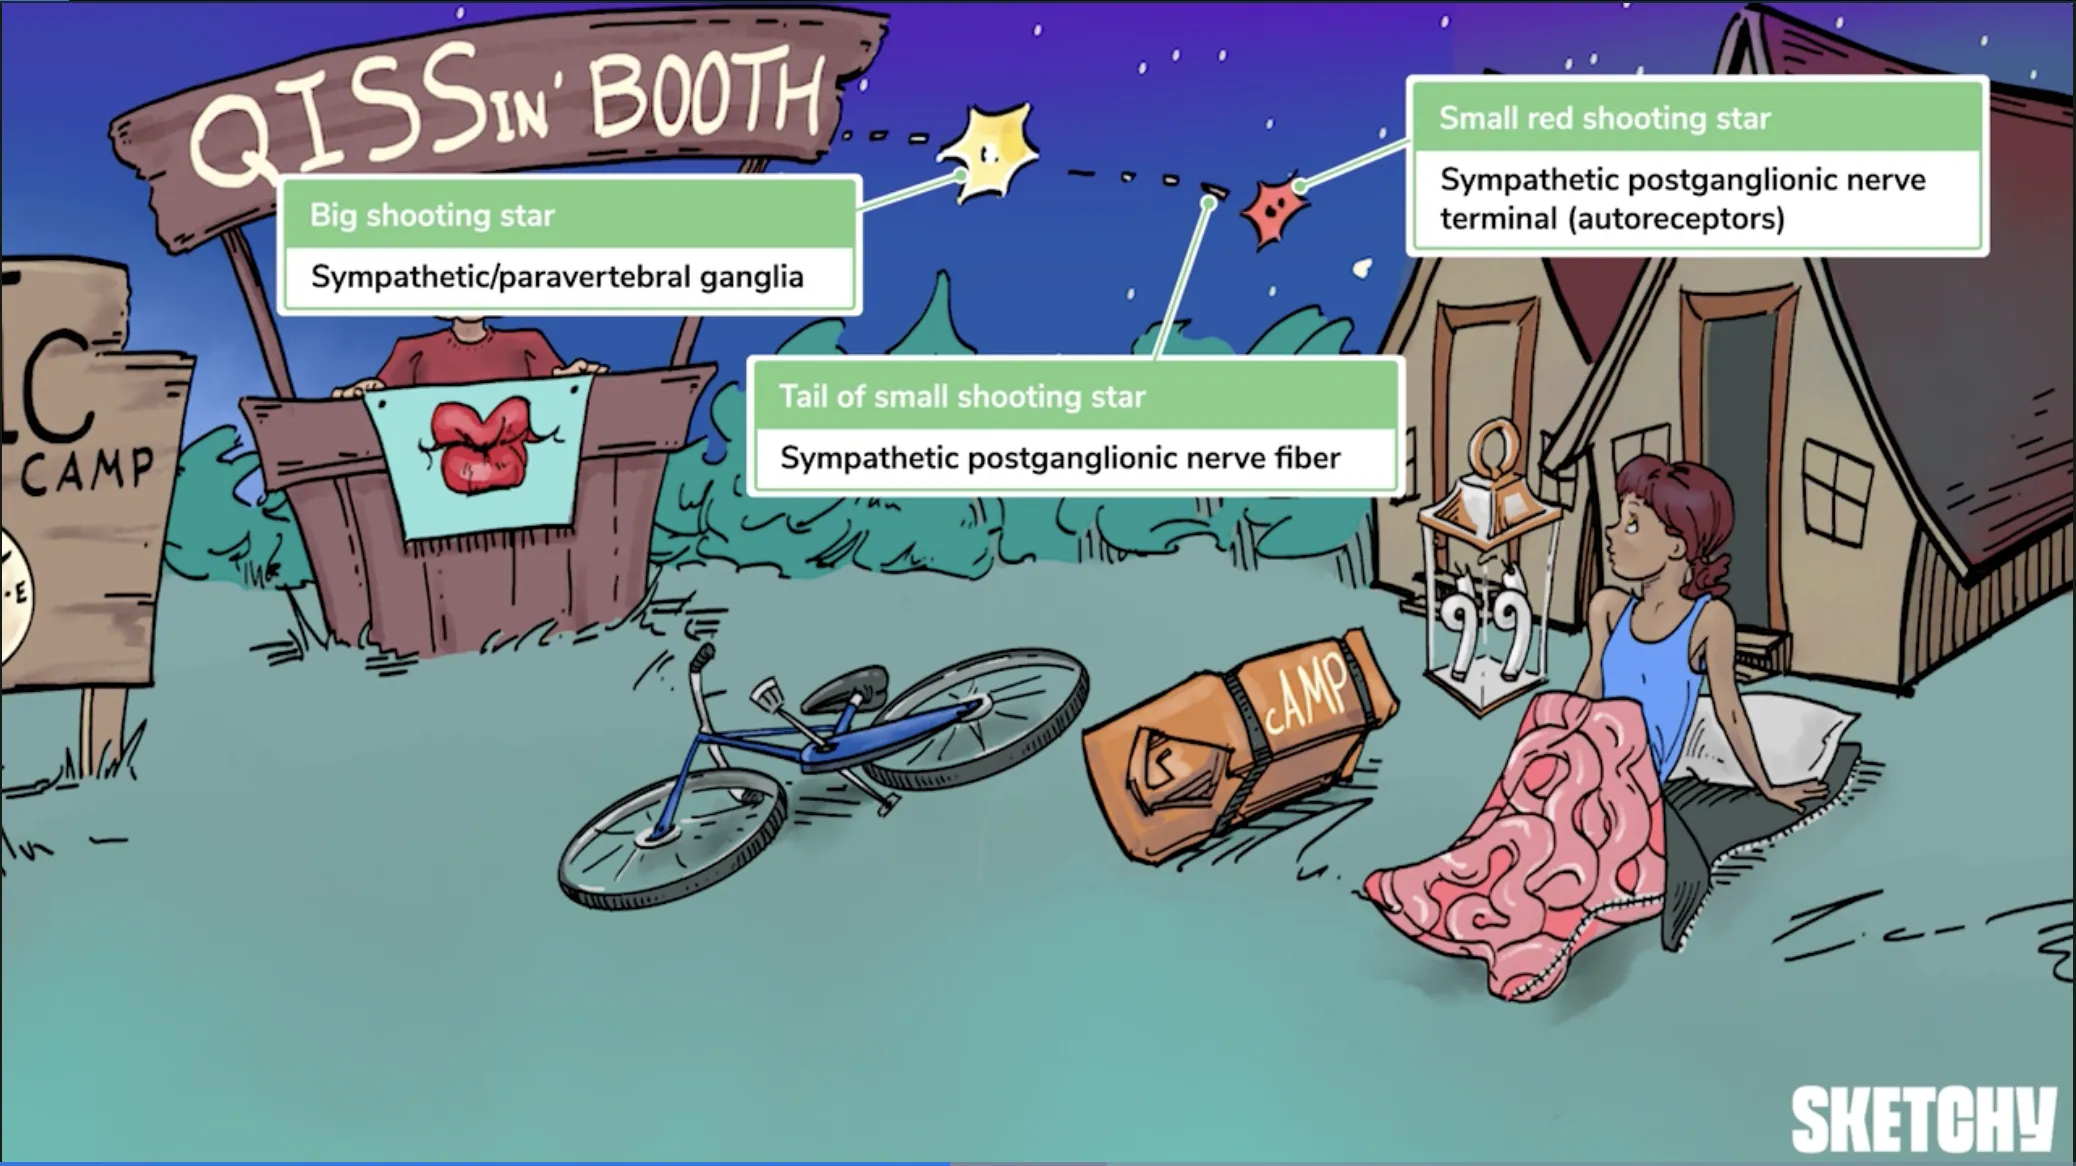 QISSIN' BOOTH
Big shooting star
Sympathetic/paravertebral ganglia
Small red shooting star
Sympathetic postganglionic nerve
terminal (autoreceptors)
Tail of small shooting star
Sympathetic postganglionic nerve fiber
IC
CAMP
E
cAMP
99
SKETCHY